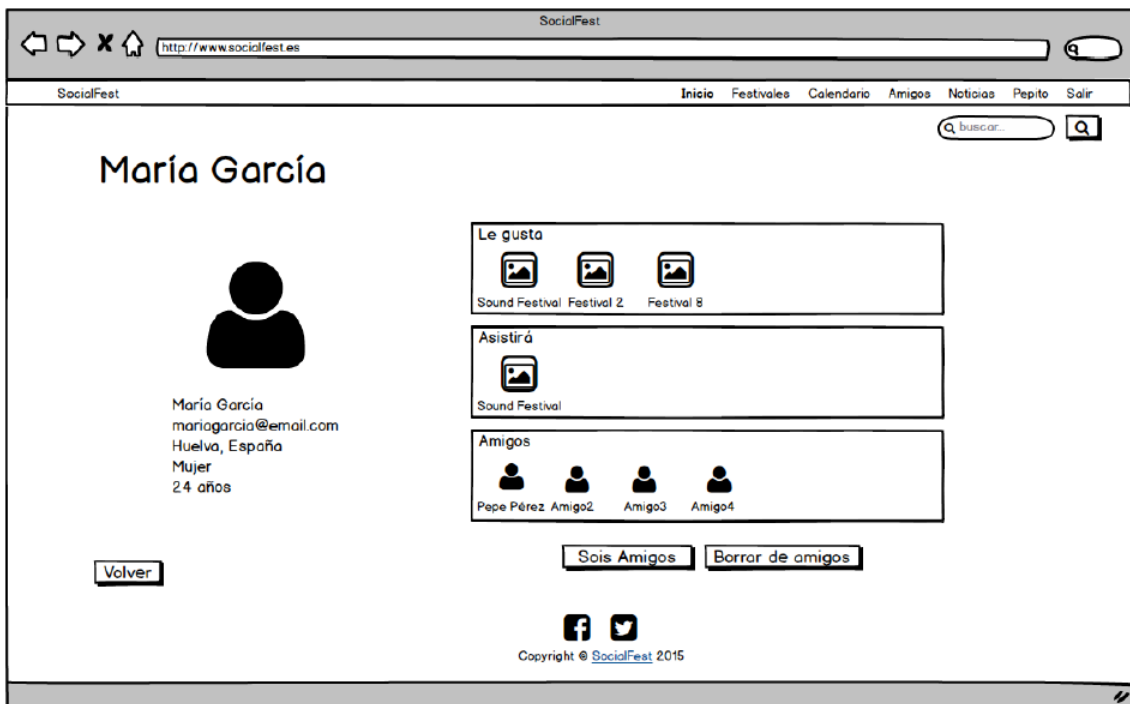 SocialFest
http://www.socialfest.es
SocialFest Inicio Festivales Calendario Amigos Noticias Pepito Salir
buscar...
María García
Le gusta
Sound Festival Festival 2 Festival 8
Asistirá
Sound Festival
María García
mariagarcia@email.com
Huelva, España
Mujer
24 años
Amigos
Pepe Pérez Amigo2 Amigo3 Amigo4
Sois Amigos Borrar de amigos
Volver
Copyright © SocialFest 2015